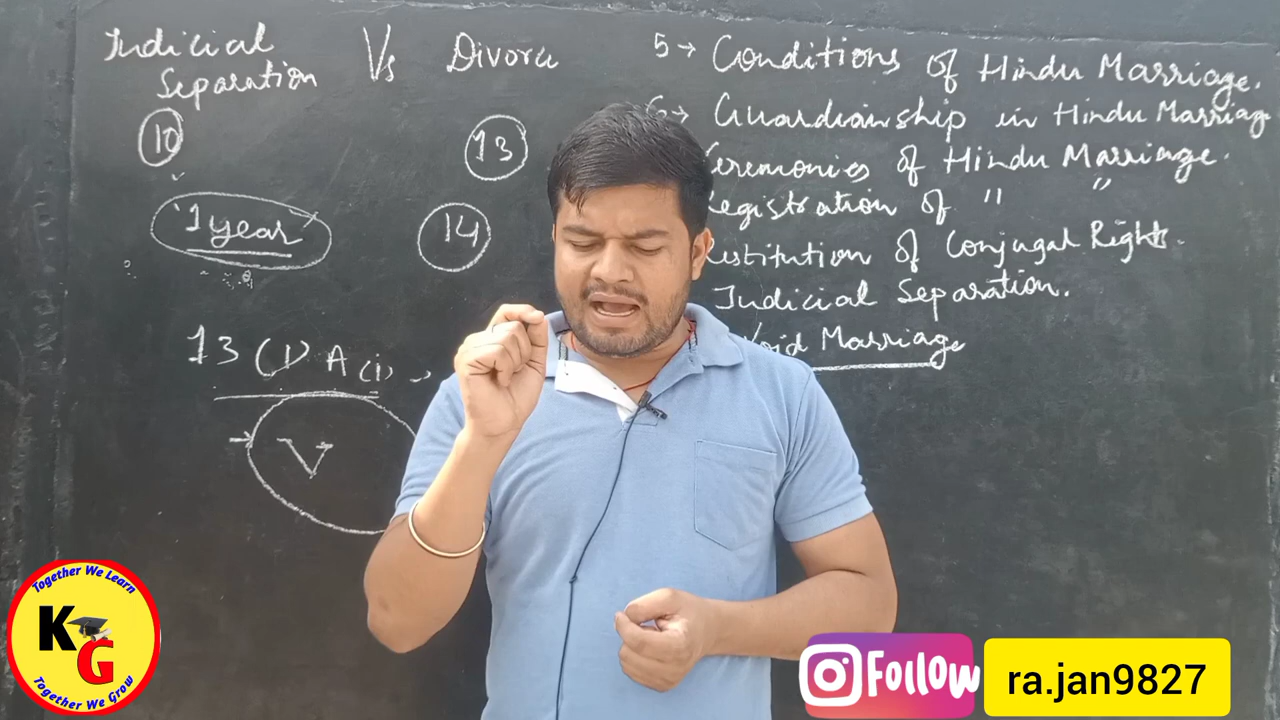 Judicial
Separation
Vs
Divorce
10
13
1 year
14
13 (1) A (i) →
V
5→ Conditions of Hindu Marriage.
6→ Guardianship in Hindu Marriage
Ceremonies of Hindu Marriage.
Registration of " "
Restitution of Conjugal Rights.
Judicial Separation.
Void Marriage
Together We Learn
KG
Together We Grow
Follow
ra.jan9827